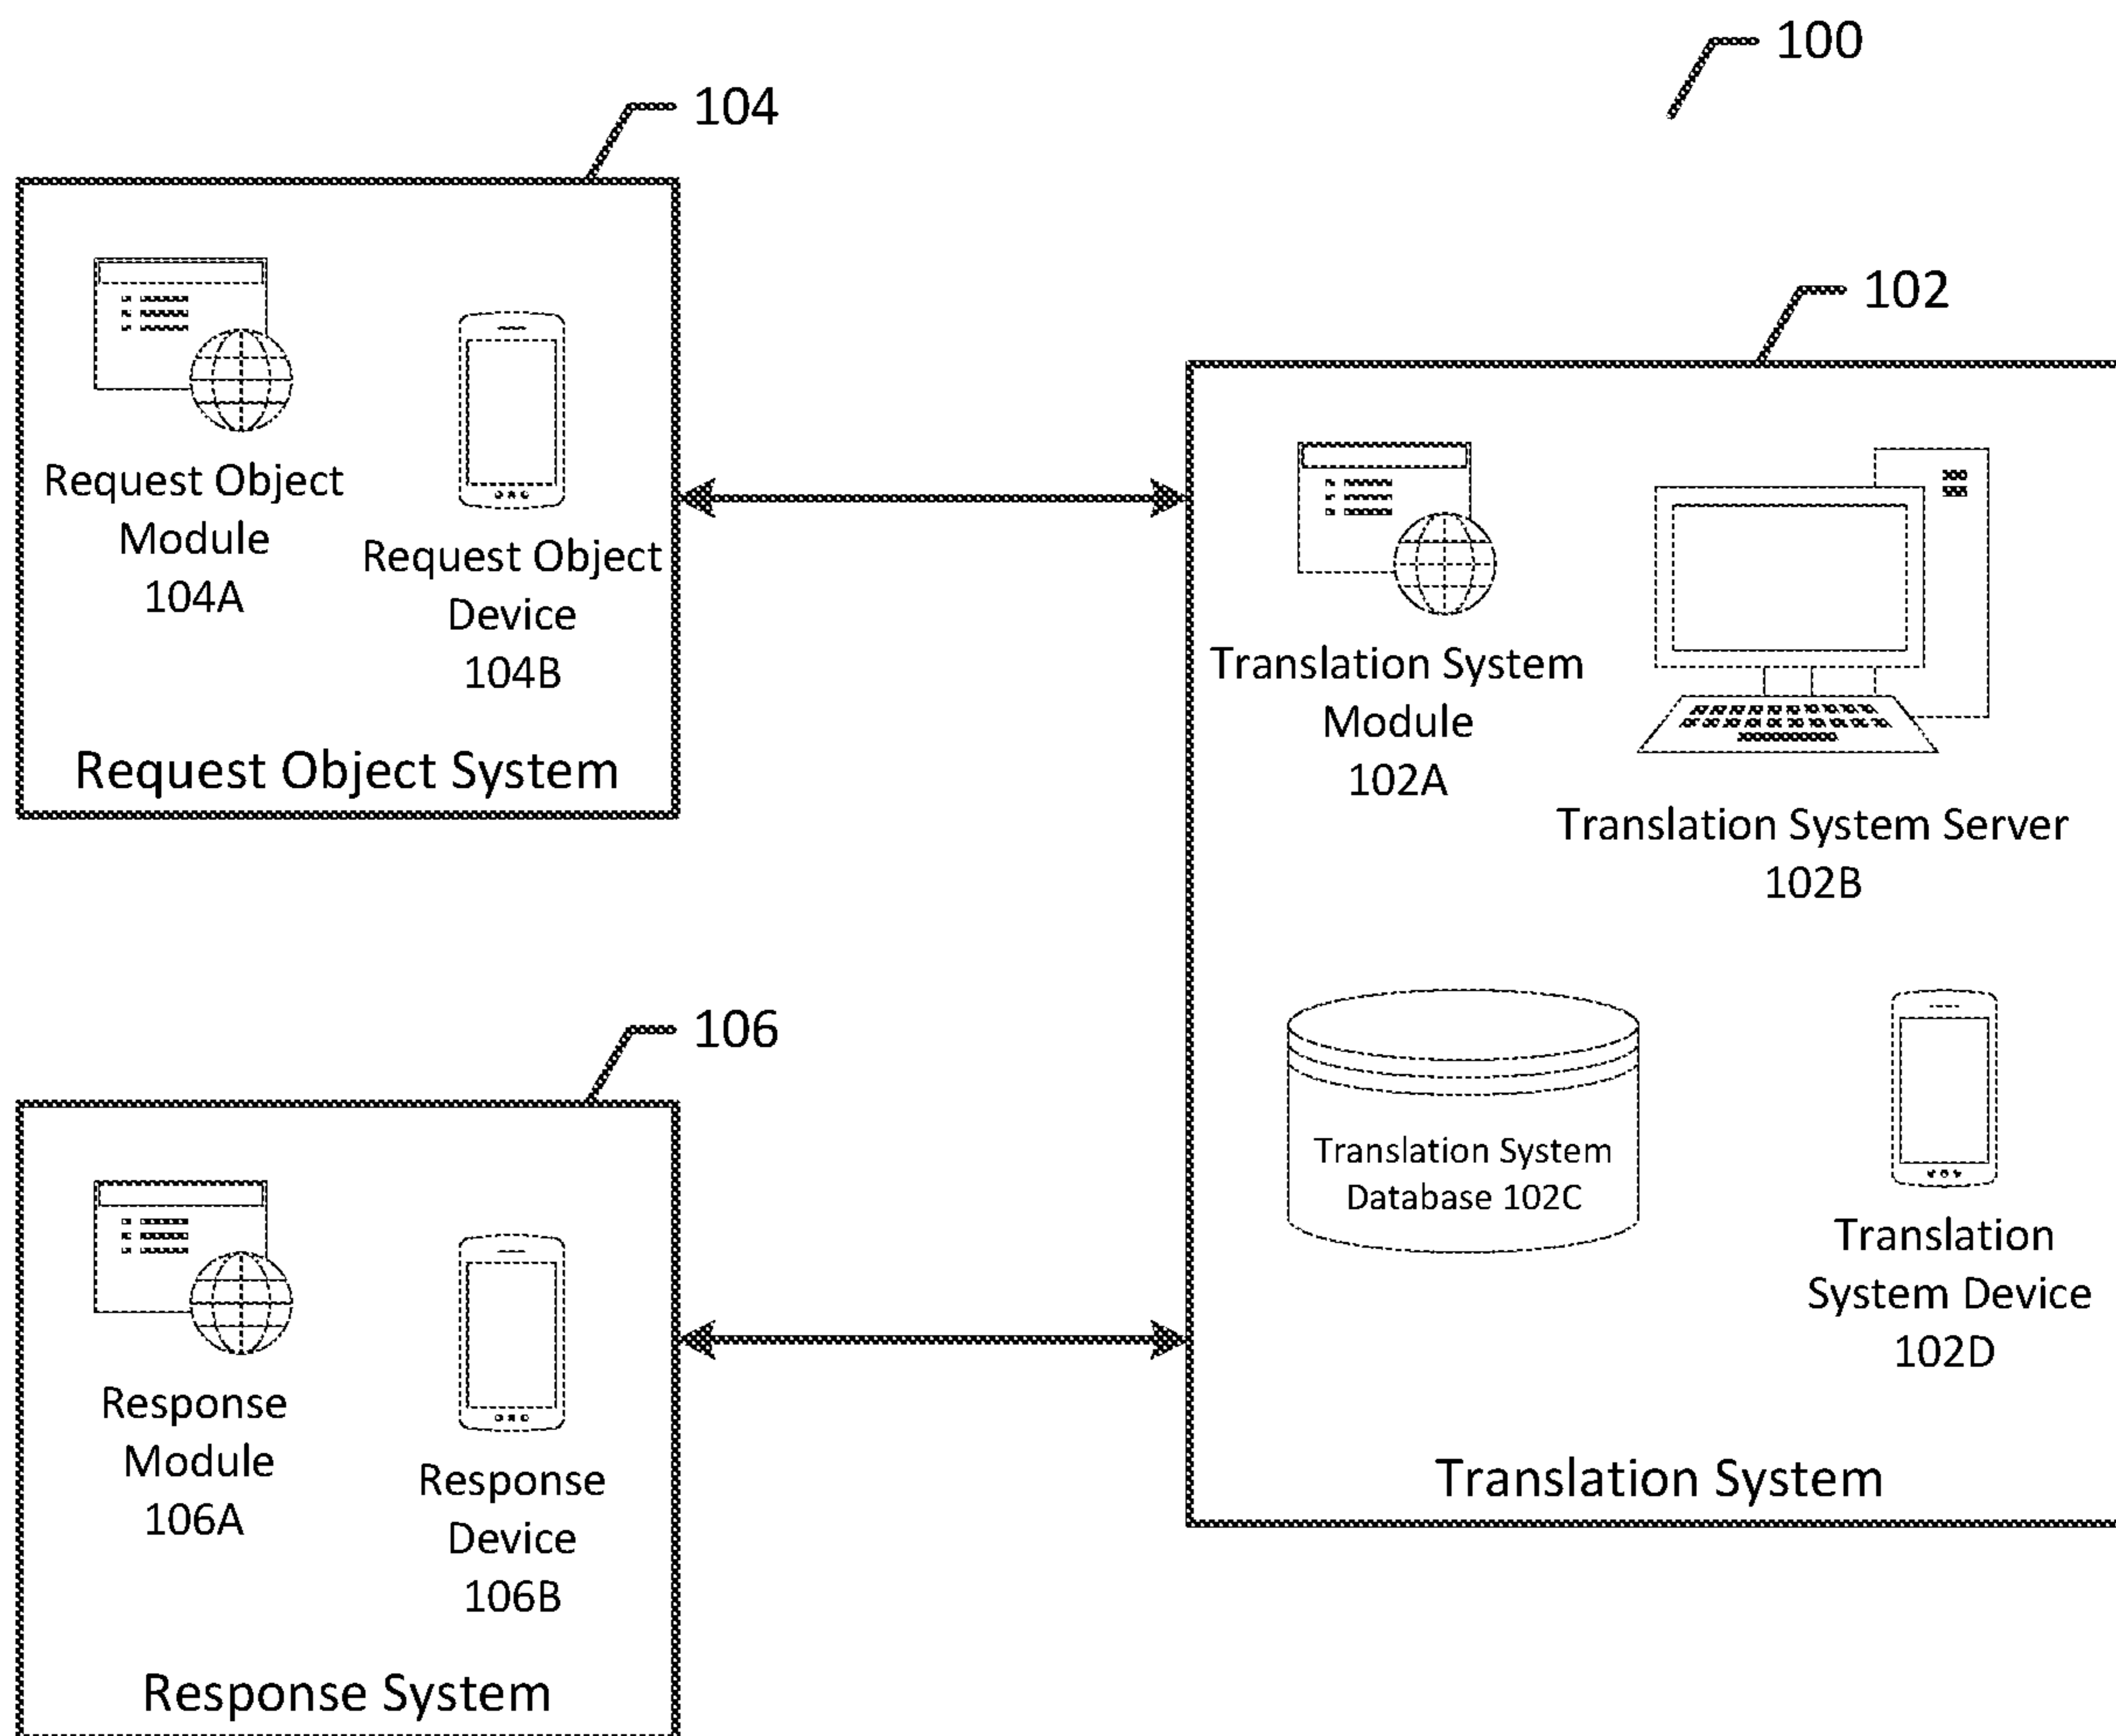 100
104
Request Object
Module
104A
Request Object
Device
104B
Request Object System
102
Translation System
Module
102A
Translation System Server
102B
Translation System
Database 102C
Translation
System Device
102D
Translation System
106
Response
Module
106A
Response
Device
106B
Response System